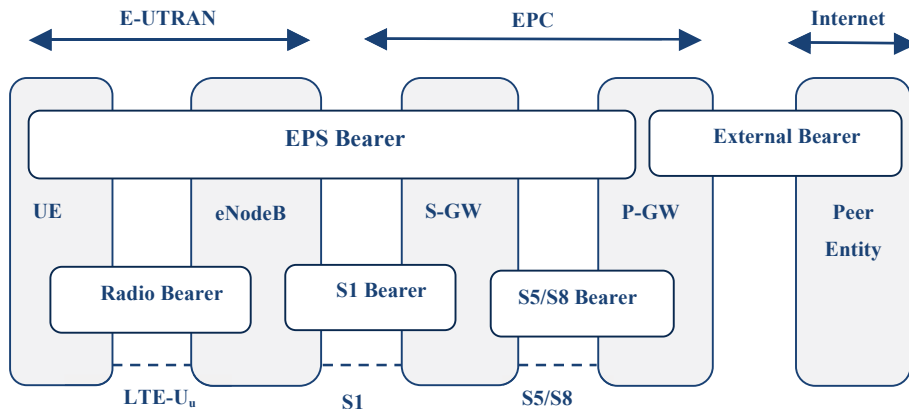 E-UTRAN
EPC
Internet
EPS Bearer
External Bearer
UE
eNodeB
S-GW
P-GW
Peer
Entity
Radio Bearer
S1 Bearer
S5/S8 Bearer
LTE-Uu
S1
S5/S8